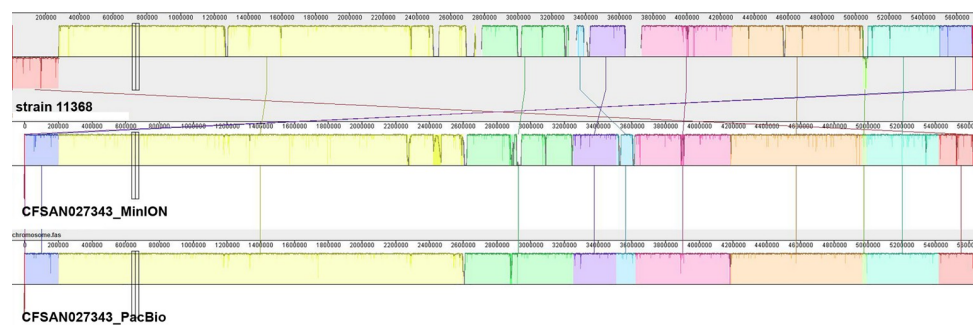 200000 400000 600000 800000 1000000 1200000 1400000 1600000 1800000 2000000 2200000 2400000 2600000 2800000 3000000 3200000 3400000 3600000 3800000 4000000 4200000 4400000 4600000 4800000 5000000 5200000 5400000 5600000
strain 11368
0 200000 400000 600000 800000 1000000 1200000 1400000 1600000 1800000 2000000 2200000 2400000 2600000 2800000 3000000 3200000 3400000 3600000 3800000 4000000 4200000 4400000 4600000 4800000 5000000 5200000 5400000
CFSAN027343_MinION
chromosome.fas
0 200000 400000 600000 800000 1000000 1200000 1400000 1600000 1800000 2000000 2200000 2400000 2600000 2800000 3000000 3200000 3400000 3600000 3800000 4000000 4200000 4400000 4600000 4800000 5000000 5200000
CFSAN027343_PacBio